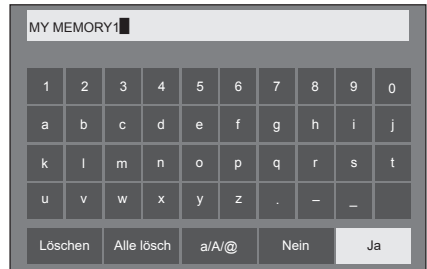 MY MEMORY1
1 2 3 4 5 6 7 8 9 0
a b c d e f g h i j
k l m n o p q r s t
u v w x y z . – _
Löschen Alle lösch a/A/@ Nein Ja